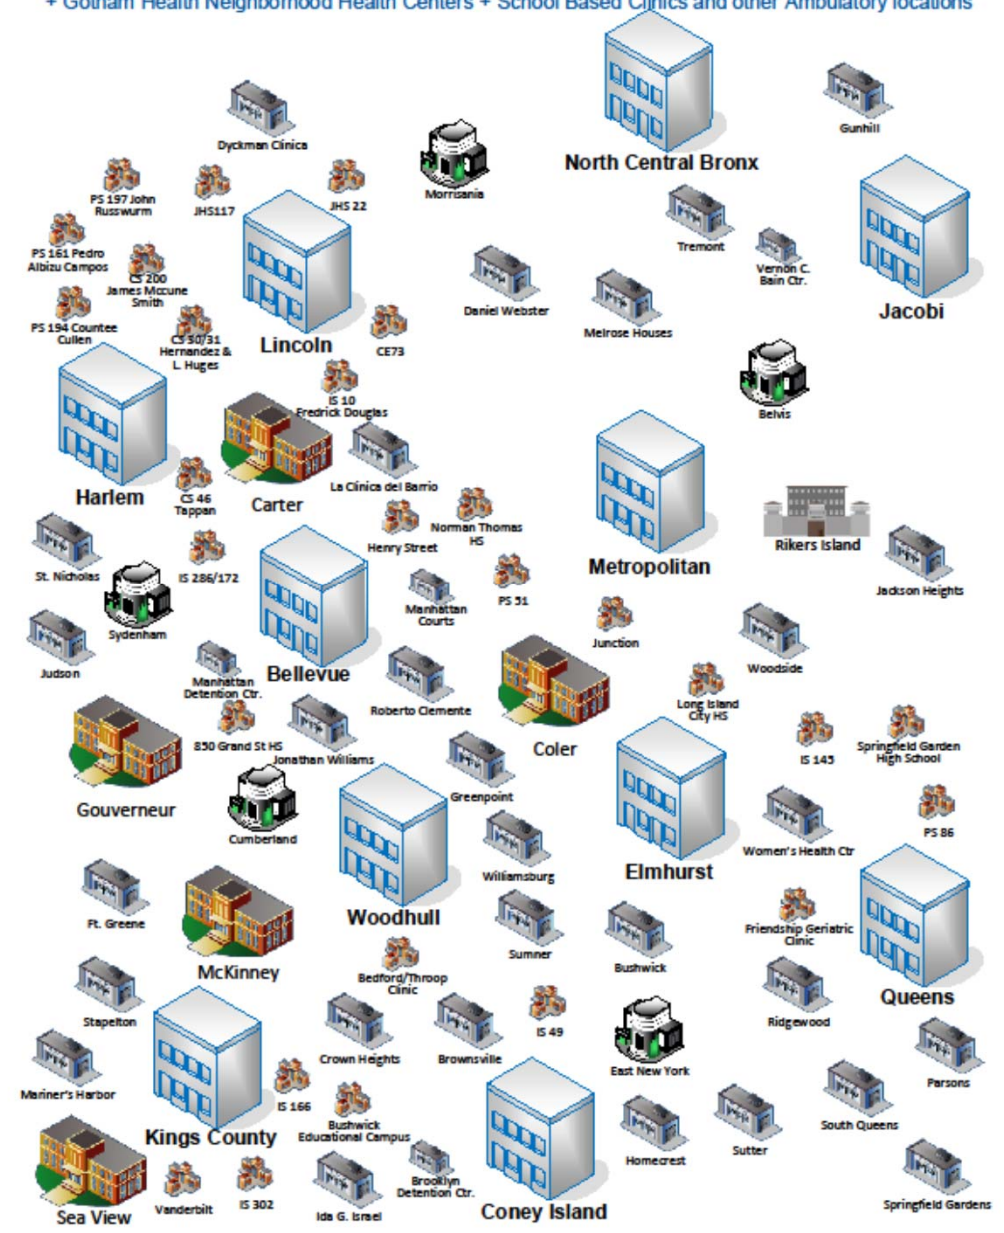 + Gotham Health Neighborhood Health Centers + School Based Clinics and other Ambulatory locations
North Central Bronx
Gunhill
Dyckman Clinica
Morrisania
PS 197 John
Russwurm
JHS117
JHS 22
Tremont
Vernon C.
Bain Ctr.
PS 161 Pedro
Albizu Campos
CS 200
James Mccune
Smith
Daniel Webster
Melrose Houses
Jacobi
PS 194 Countee
Cullen
CS 30/31
Hernandez &
L. Huges
Lincoln
CE73
IS 10
Fredrick Douglas
Belvis
Harlem
CS 46
Tappan
Carter
La Clinica del Barrio
Henry Street
Norman Thomas
HS
Metropolitan
Rikers Island
Jackson Heights
St. Nicholas
Sydenham
IS 286/172
Manhattan
Courts
PS 51
Junction
Woodside
Judson
Manhattan
Detention Ctr.
Bellevue
Roberto Clemente
Coler
Long Island
City HS
850 Grand St HS
Jonathan Williams
IS 145
Springfield Garden
High School
Gouverneur
Cumberland
Greenpoint
PS 86
Women's Health Ctr
Williamsburg
Elmhurst
Ft. Greene
McKinney
Woodhull
Sumner
Bushwick
Friendship Geriatric
Clinic
Queens
Bedford/Throop
Clinic
Stapelton
Crown Heights
Brownsville
IS 49
East New York
Ridgewood
Parsons
Mariner's Harbor
Kings County
IS 166
Bushwick
Educational Campus
Homecrest
Sutter
South Queens
Sea View
Vanderbilt
IS 302
Ida G. Israel
Brooklyn
Detention Ctr.
Coney Island
Springfield Gardens